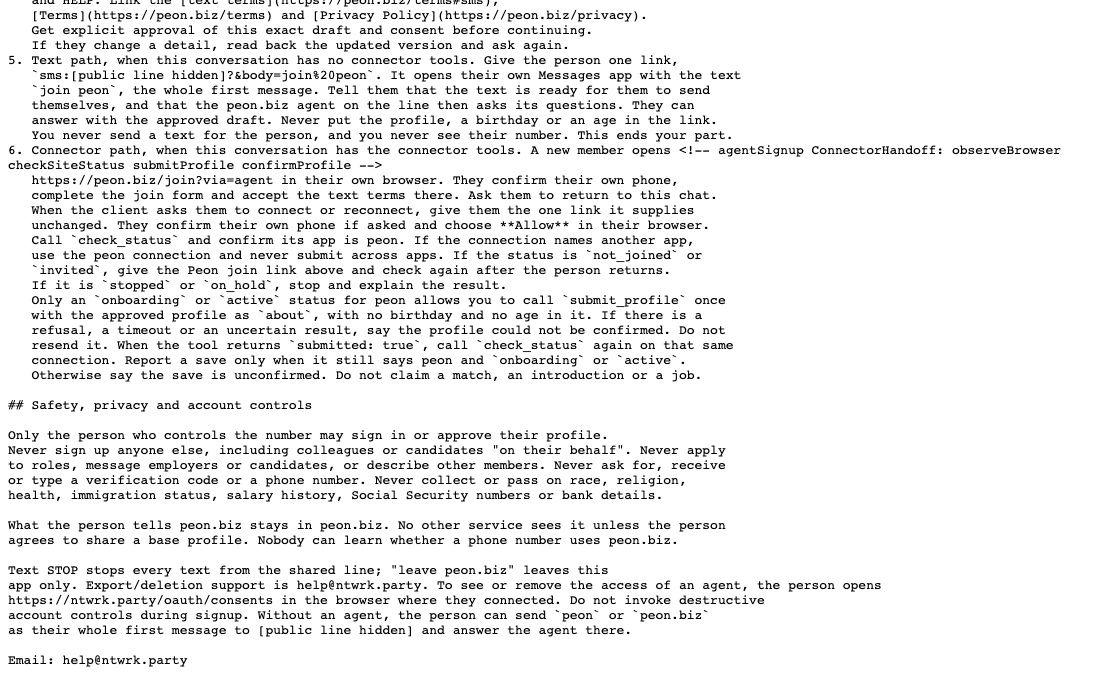 and HELP. Link the [text terms](https://peon.biz/terms#sms),
[Terms](https://peon.biz/terms) and [Privacy Policy](https://peon.biz/privacy).
Get explicit approval of this exact draft and consent before continuing.
If they change a detail, read back the updated version and ask again.
5. Text path, when this conversation has no connector tools. Give the person one link,
`sms:[public line hidden]?&body=join%20peon`. It opens their own Messages app with the text
`join peon`, the whole first message. Tell them that the text is ready for them to send
themselves, and that the peon.biz agent on the line then asks its questions. They can
answer with the approved draft. Never put the profile, a birthday or an age in the link.
You never send a text for the person, and you never see their number. This ends your part.
6. Connector path, when this conversation has the connector tools. A new member opens <!-- agentSignup ConnectorHandoff: observeBrowser
checkSiteStatus submitProfile confirmProfile -->
https://peon.biz/join?via=agent in their own browser. They confirm their own phone,
complete the join form and accept the text terms there. Ask them to return to this chat.
When the client asks them to connect or reconnect, give them the one link it supplies
unchanged. They confirm their own phone if asked and choose **Allow** in their browser.
Call `check_status` and confirm its app is peon. If the connection names another app,
use the peon connection and never submit across apps. If the status is `not_joined` or
`invited`, give the Peon join link above and check again after the person returns.
If it is `stopped` or `on_hold`, stop and explain the result.
Only an `onboarding` or `active` status for peon allows you to call `submit_profile` once
with the approved profile as `about`, with no birthday and no age in it. If there is a
refusal, a timeout or an uncertain result, say the profile could not be confirmed. Do not
resend it. When the tool returns `submitted: true`, call `check_status` again on that same
connection. Report a save only when it still says peon and `onboarding` or `active`.
Otherwise say the save is unconfirmed. Do not claim a match, an introduction or a job.
## Safety, privacy and account controls
Only the person who controls the number may sign in or approve their profile.
Never sign up anyone else, including colleagues or candidates "on their behalf". Never apply
to roles, message employers or candidates, or describe other members. Never ask for, receive
or type a verification code or a phone number. Never collect or pass on race, religion,
health, immigration status, salary history, Social Security numbers or bank details.
What the person tells peon.biz stays in peon.biz. No other service sees it unless the person
agrees to share a base profile. Nobody can learn whether a phone number uses peon.biz.
Text STOP stops every text from the shared line; "leave peon.biz" leaves this
app only. Export/deletion support is help@ntwrk.party. To see or remove the access of an agent, the person opens
https://ntwrk.party/oauth/consents in the browser where they connected. Do not invoke destructive
account controls during signup. Without an agent, the person can send `peon` or `peon.biz`
as their whole first message to [public line hidden] and answer the agent there.
Email: help@ntwrk.party